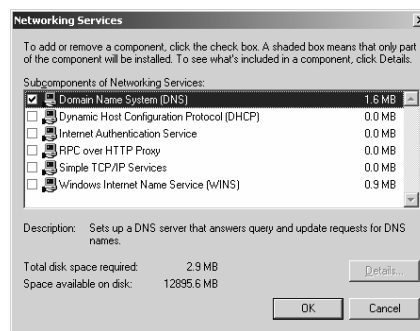 Networking Services
To add or remove a component, click the check box. A shaded box means that only part
of the component will be installed. To see what's included in a component, click Details.
Subcomponents of Networking Services:
Domain Name System (DNS) 1.6 MB
Dynamic Host Configuration Protocol (DHCP) 0.0 MB
Internet Authentication Service 0.0 MB
RPC over HTTP Proxy 0.0 MB
Simple TCP/IP Services 0.0 MB
Windows Internet Name Service (WINS) 0.9 MB
Description: Sets up a DNS server that answers query and update requests for DNS
names.
Total disk space required: 2.9 MB
Details...
Space available on disk: 12895.6 MB
OK Cancel